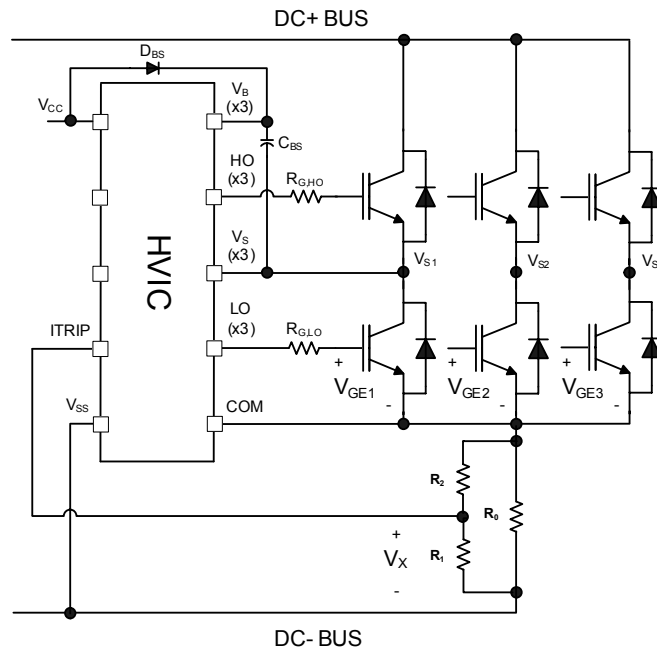 DC+ BUS
DBS
VCC
VB
(x3)
CBS
HO
(x3)
RG,HO
VS
(x3)
VS1
VS2
VS
HVIC
LO
(x3)
RG,LO
ITRIP
+
VGE1
-
+
VGE2
-
+
VGE3
-
VSS
COM
R2
R0
+
VX
-
R1
DC- BUS